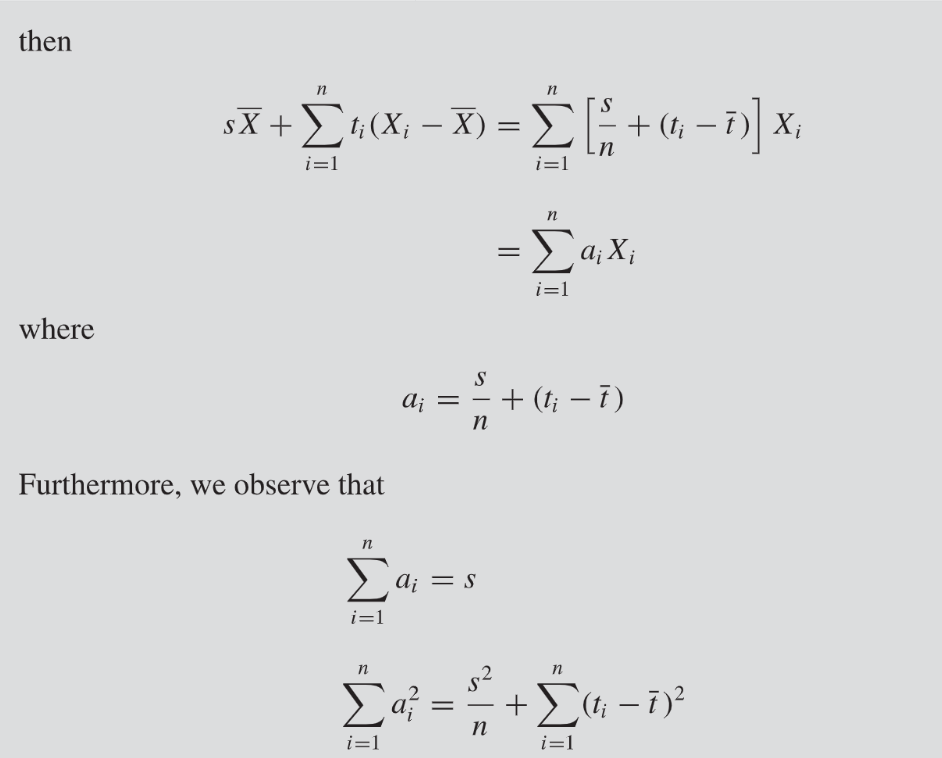 then
$$s\overline{X} + \sum_{i=1}^{n} t_i(X_i - \overline{X}) = \sum_{i=1}^{n} \left[\frac{s}{n} + (t_i - \bar{t})\right] X_i$$
$$= \sum_{i=1}^{n} a_i X_i$$
where
$$a_i = \frac{s}{n} + (t_i - \bar{t})$$
Furthermore, we observe that
$$\sum_{i=1}^{n} a_i = s$$
$$\sum_{i=1}^{n} a_i^2 = \frac{s^2}{n} + \sum_{i=1}^{n} (t_i - \bar{t})^2$$